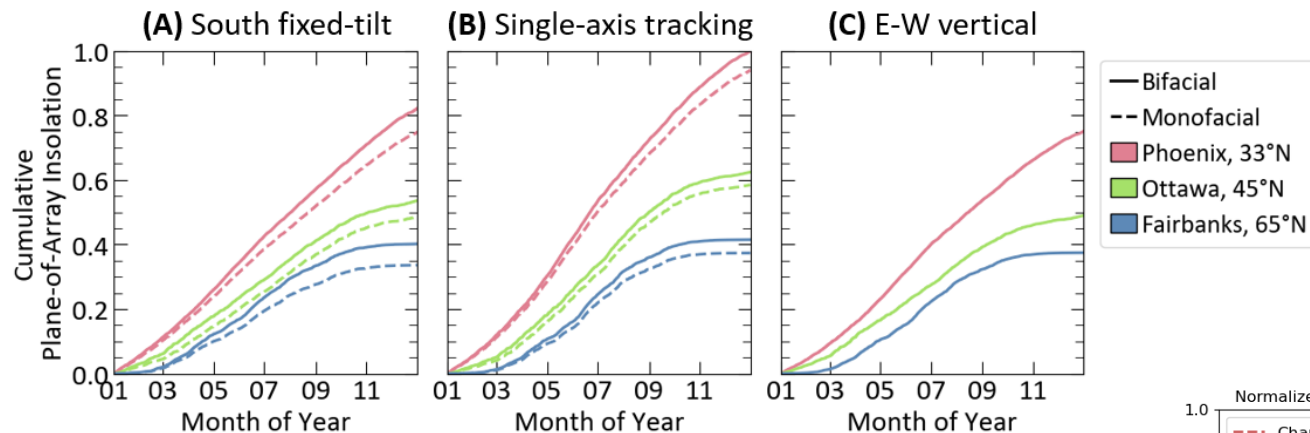 (A) South fixed-tilt
(B) Single-axis tracking
(C) E-W vertical
Cumulative
Plane-of-Array Insolation
1.0
0.8
0.6
0.4
0.2
0.0
01 03 05 07 09 11
Month of Year
01 03 05 07 09 11
Month of Year
01 03 05 07 09 11
Month of Year
Bifacial
Monofacial
Phoenix, 33°N
Ottawa, 45°N
Fairbanks, 65°N
Normalize
1.0